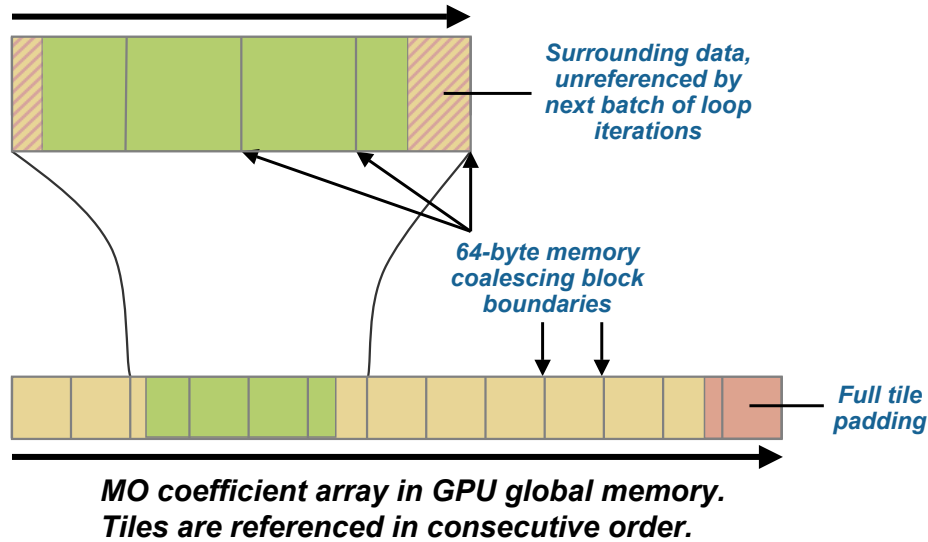 Surrounding data,
unreferenced by
next batch of loop
iterations
64-byte memory
coalescing block
boundaries
Full tile
padding
MO coefficient array in GPU global memory.
Tiles are referenced in consecutive order.